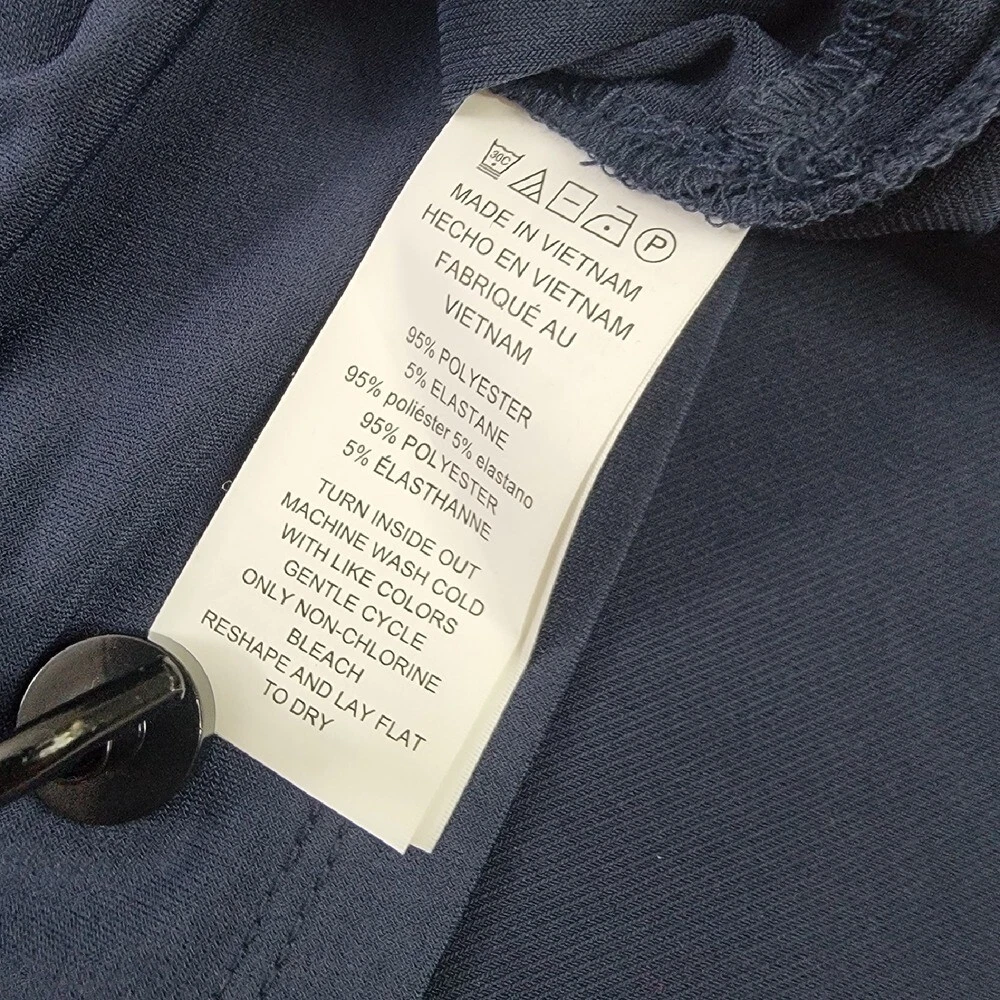 30C
P
MADE IN VIETNAM
HECHO EN VIETNAM
FABRIQUÉ AU
VIETNAM
95% POLYESTER
5% ELASTANE
95% poliéster 5% elastano
95% POLYESTER
5% ÉLASTHANNE
TURN INSIDE OUT
MACHINE WASH COLD
WITH LIKE COLORS
GENTLE CYCLE
ONLY NON-CHLORINE
BLEACH
RESHAPE AND LAY FLAT
TO DRY